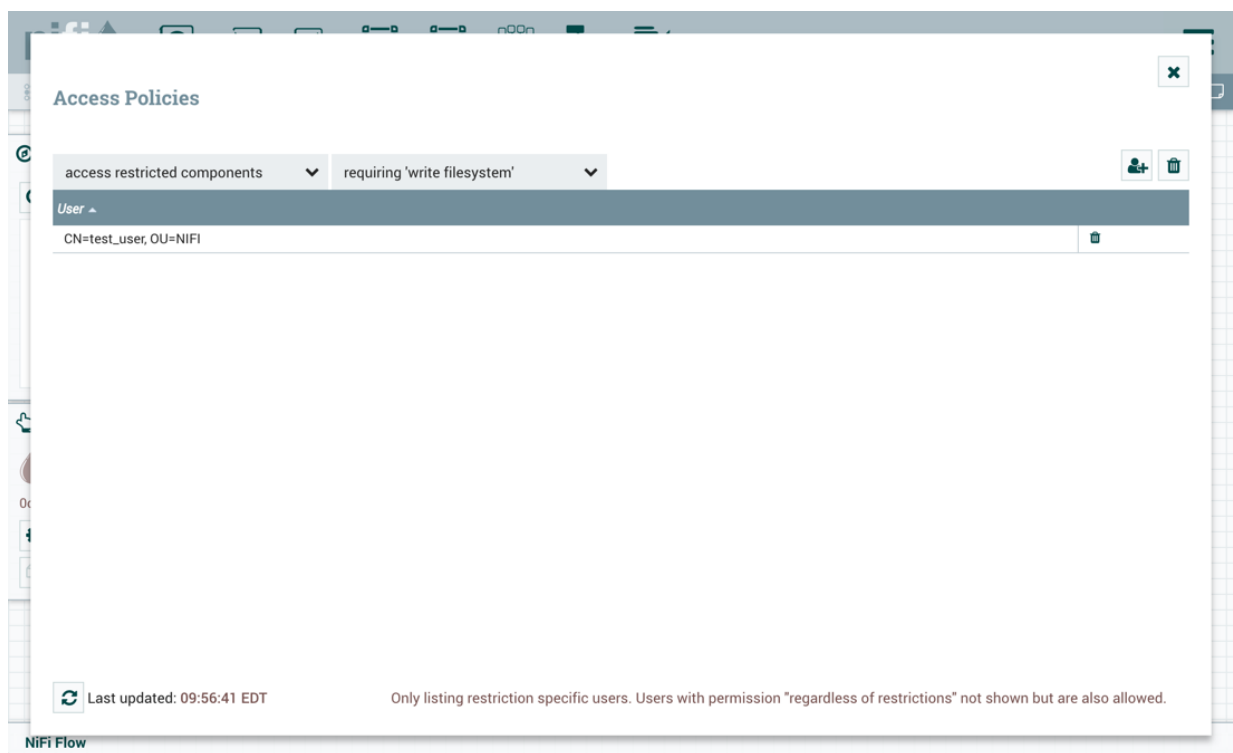 nifi
Access Policies
access restricted components requiring 'write filesystem'
User
CN=test_user, OU=NIFI
Last updated: 09:56:41 EDT Only listing restriction specific users. Users with permission "regardless of restrictions" not shown but are also allowed.
NiFi Flow